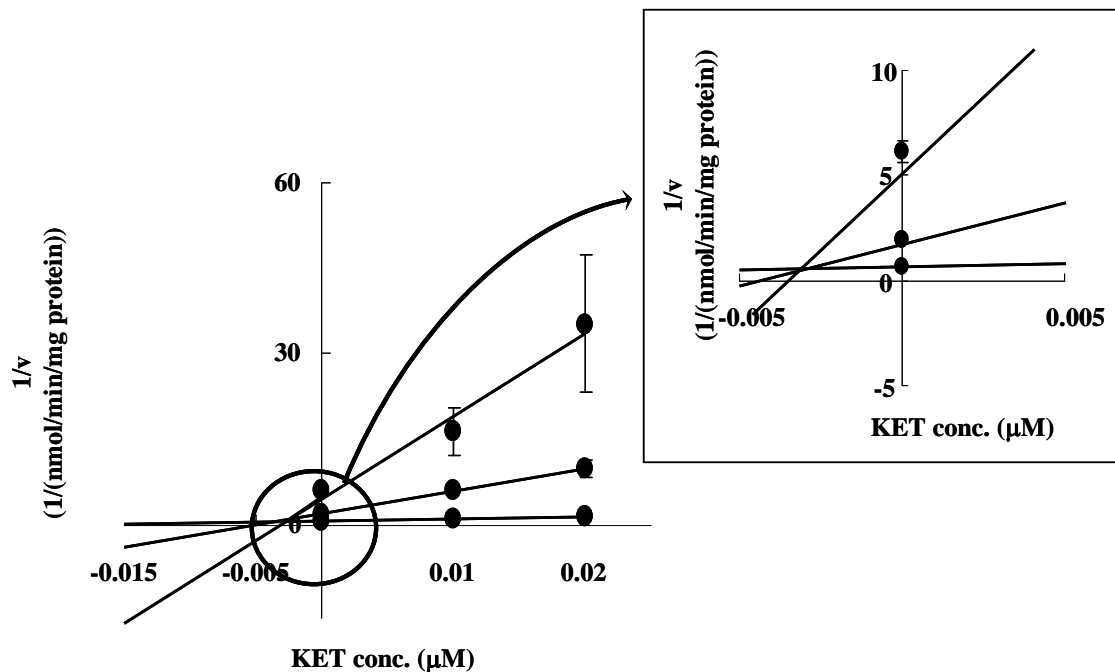 1/v
(1/(nmol/min/mg protein))
60
30
0
-0.015
-0.005
0.01
0.02
KET conc. (μM)
1/v
(1/(nmol/min/mg protein))
10
5
0
-0.005
0.005
-5
KET conc. (μM)